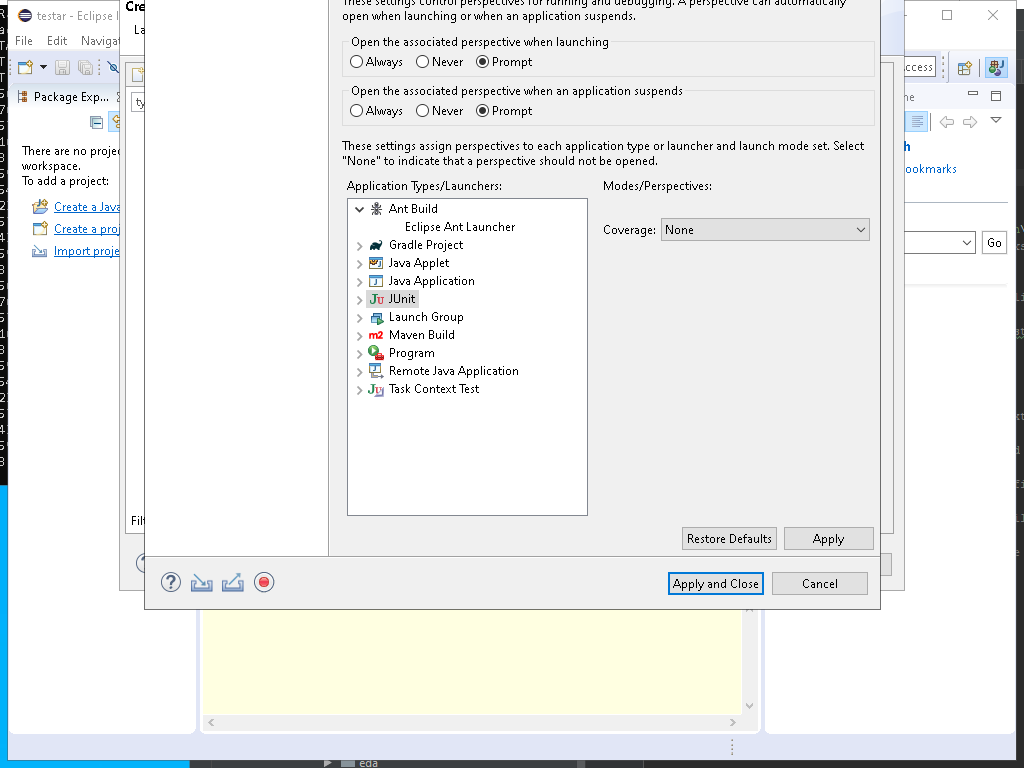 testar - Eclipse I
File Edit Naviga
Package Exp...
There are no proje
workspace.
To add a project:
Create a Java
Create a proj
Import proje
Cre
La
ty
Filt
These settings control perspectives for running and debugging. A perspective can automatically
open when launching or when an application suspends.
Open the associated perspective when launching
Always Never Prompt
Open the associated perspective when an application suspends
Always Never Prompt
These settings assign perspectives to each application type or launcher and launch mode set. Select
"None" to indicate that a perspective should not be opened.
Application Types/Launchers:
Modes/Perspectives:
Ant Build
Eclipse Ant Launcher
Gradle Project
Java Applet
Java Application
Ju JUnit
Launch Group
m2 Maven Build
Program
Remote Java Application
Task Context Test
Coverage: None
Restore Defaults Apply
Apply and Close Cancel
ccess
ne
h
ookmarks
Go
eda